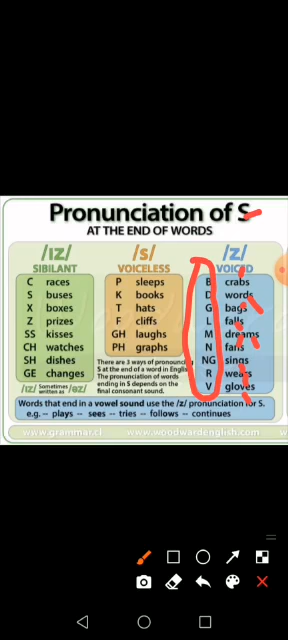 Pronunciation of S
AT THE END OF WORDS
/ɪz/ /s/ /z/
SIBILANT VOICELESS VOICED
C races P sleeps B crabs
S buses K books D words
X boxes T hats G bags
Z prizes F cliffs L falls
SS kisses GH laughs M dreams
CH watches PH graphs N fans
SH dishes NG sings
GE changes R wears
V gloves
There are 3 ways of pronouncing
S at the end of a word in English.
The pronunciation of words
ending in S depends on the
final consonant sound.
/ɪz/ Sometimes written as /əz/
Words that end in a vowel sound use the /z/ pronunciation for S.
e.g. -- plays -- sees -- tries -- follows -- continues
www.grammar.cl www.woodwardenglish.com